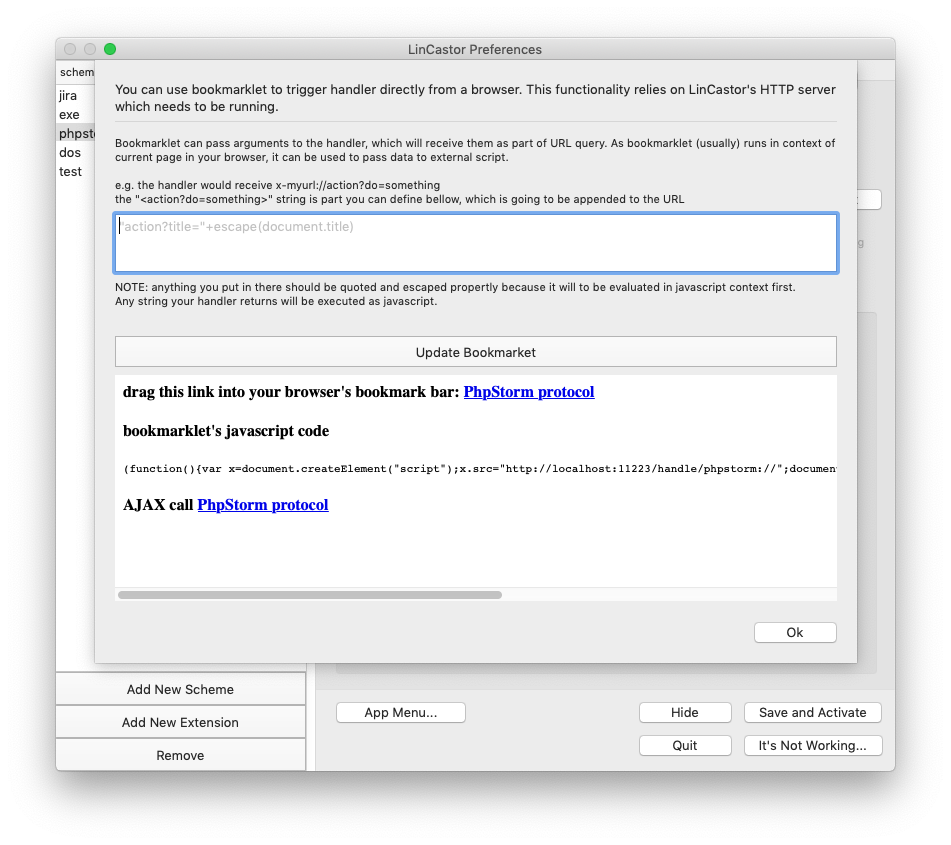 LinCastor Preferences
schem
jira
exe
phpst
dos
test
You can use bookmarklet to trigger handler directly from a browser. This functionality relies on LinCastor's HTTP server
which needs to be running.
Bookmarklet can pass arguments to the handler, which will receive them as part of URL query. As bookmarklet (usually) runs in context of
current page in your browser, it can be used to pass data to external script.
e.g. the handler would receive x-myurl://action?do=something
the "<action?do=something>" string is part you can define bellow, which is going to be appended to the URL
"action?title="+escape(document.title)
NOTE: anything you put in there should be quoted and escaped propertly because it will to be evaluated in javascript context first.
Any string your handler returns will be executed as javascript.
Update Bookmarket
drag this link into your browser's bookmark bar: PhpStorm protocol
bookmarklet's javascript code
(function(){var x=document.createElement("script");x.src="http://localhost:11223/handle/phpstorm://";documen
AJAX call PhpStorm protocol
Ok
Add New Scheme
Add New Extension
Remove
App Menu...
Hide
Save and Activate
Quit
It's Not Working...